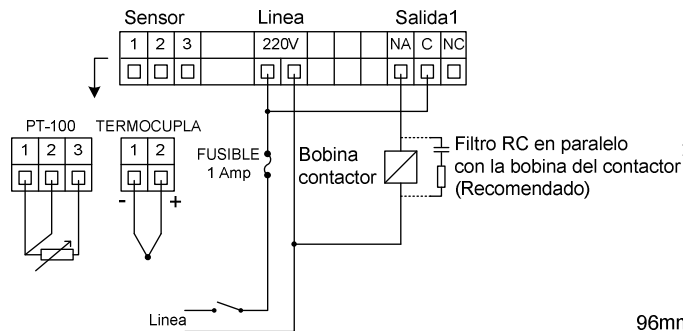 Sensor Linea Salida1
1 2 3 220V NA C NC
PT-100 TERMOCUPLA
1 2 3 1 2
- +
FUSIBLE
1 Amp
Bobina
contactor
Filtro RC en paralelo
con la bobina del contactor
(Recomendado)
Linea
96mm